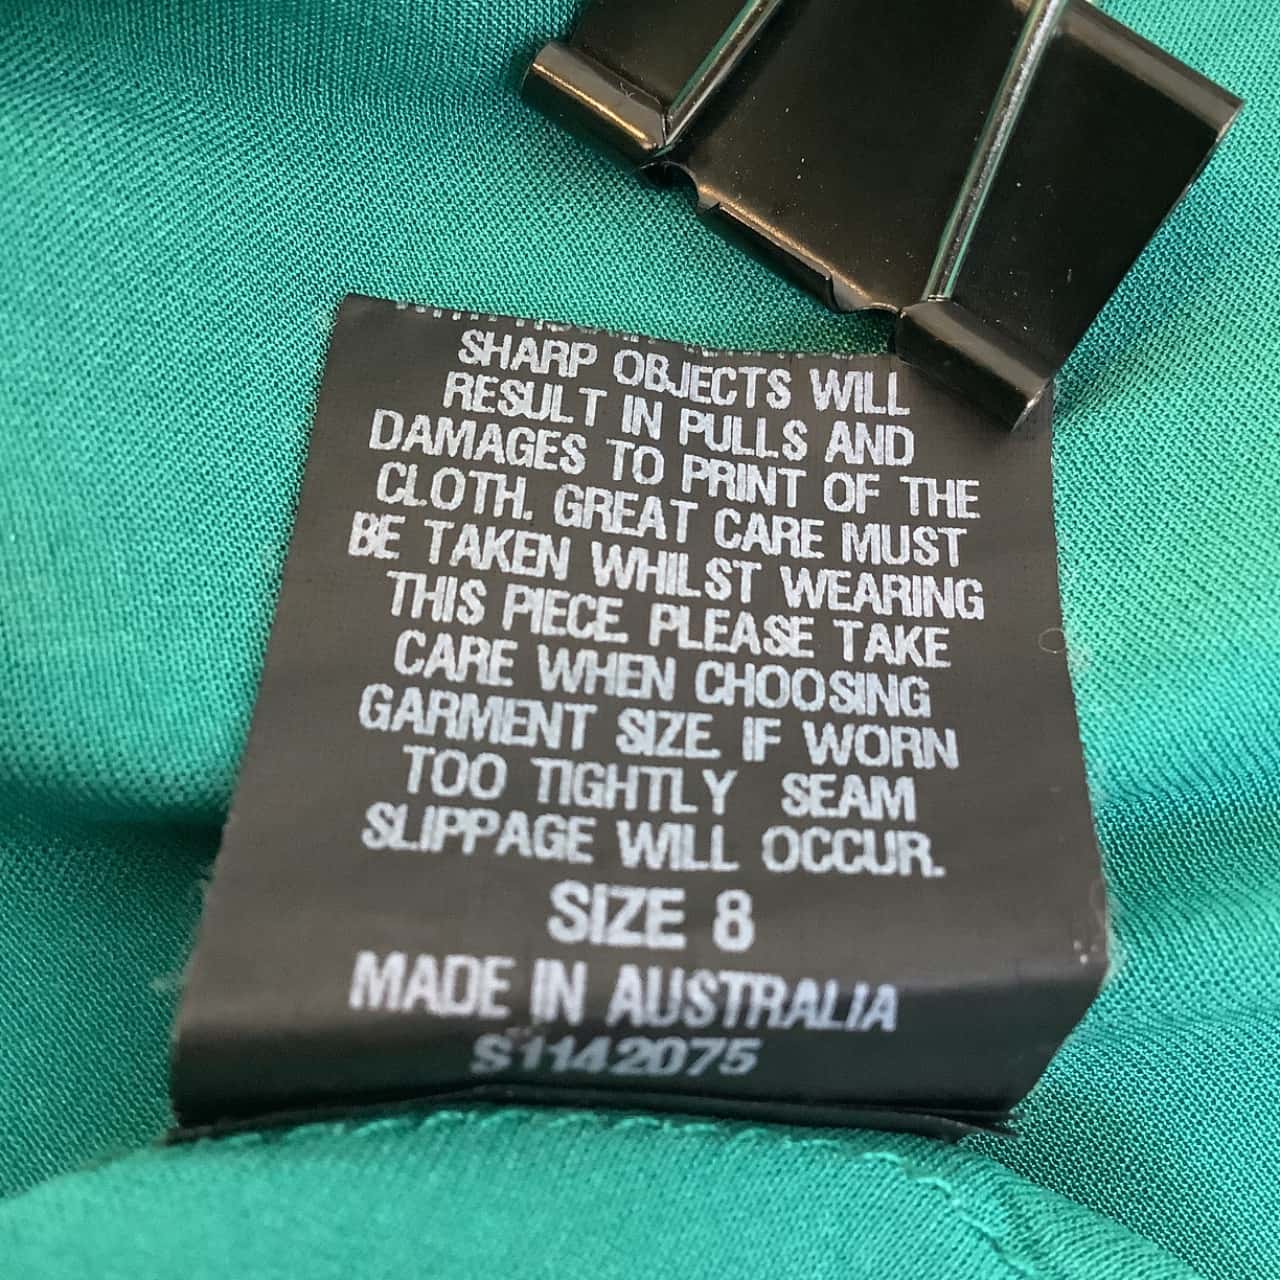 SHARP OBJECTS WILL
RESULT IN PULLS AND
DAMAGES TO PRINT OF THE
CLOTH. GREAT CARE MUST
BE TAKEN WHILST WEARING
THIS PIECE. PLEASE TAKE
CARE WHEN CHOOSING
GARMENT SIZE. IF WORN
TOO TIGHTLY SEAM
SLIPPAGE WILL OCCUR.
SIZE 8
MADE IN AUSTRALIA
S1142075